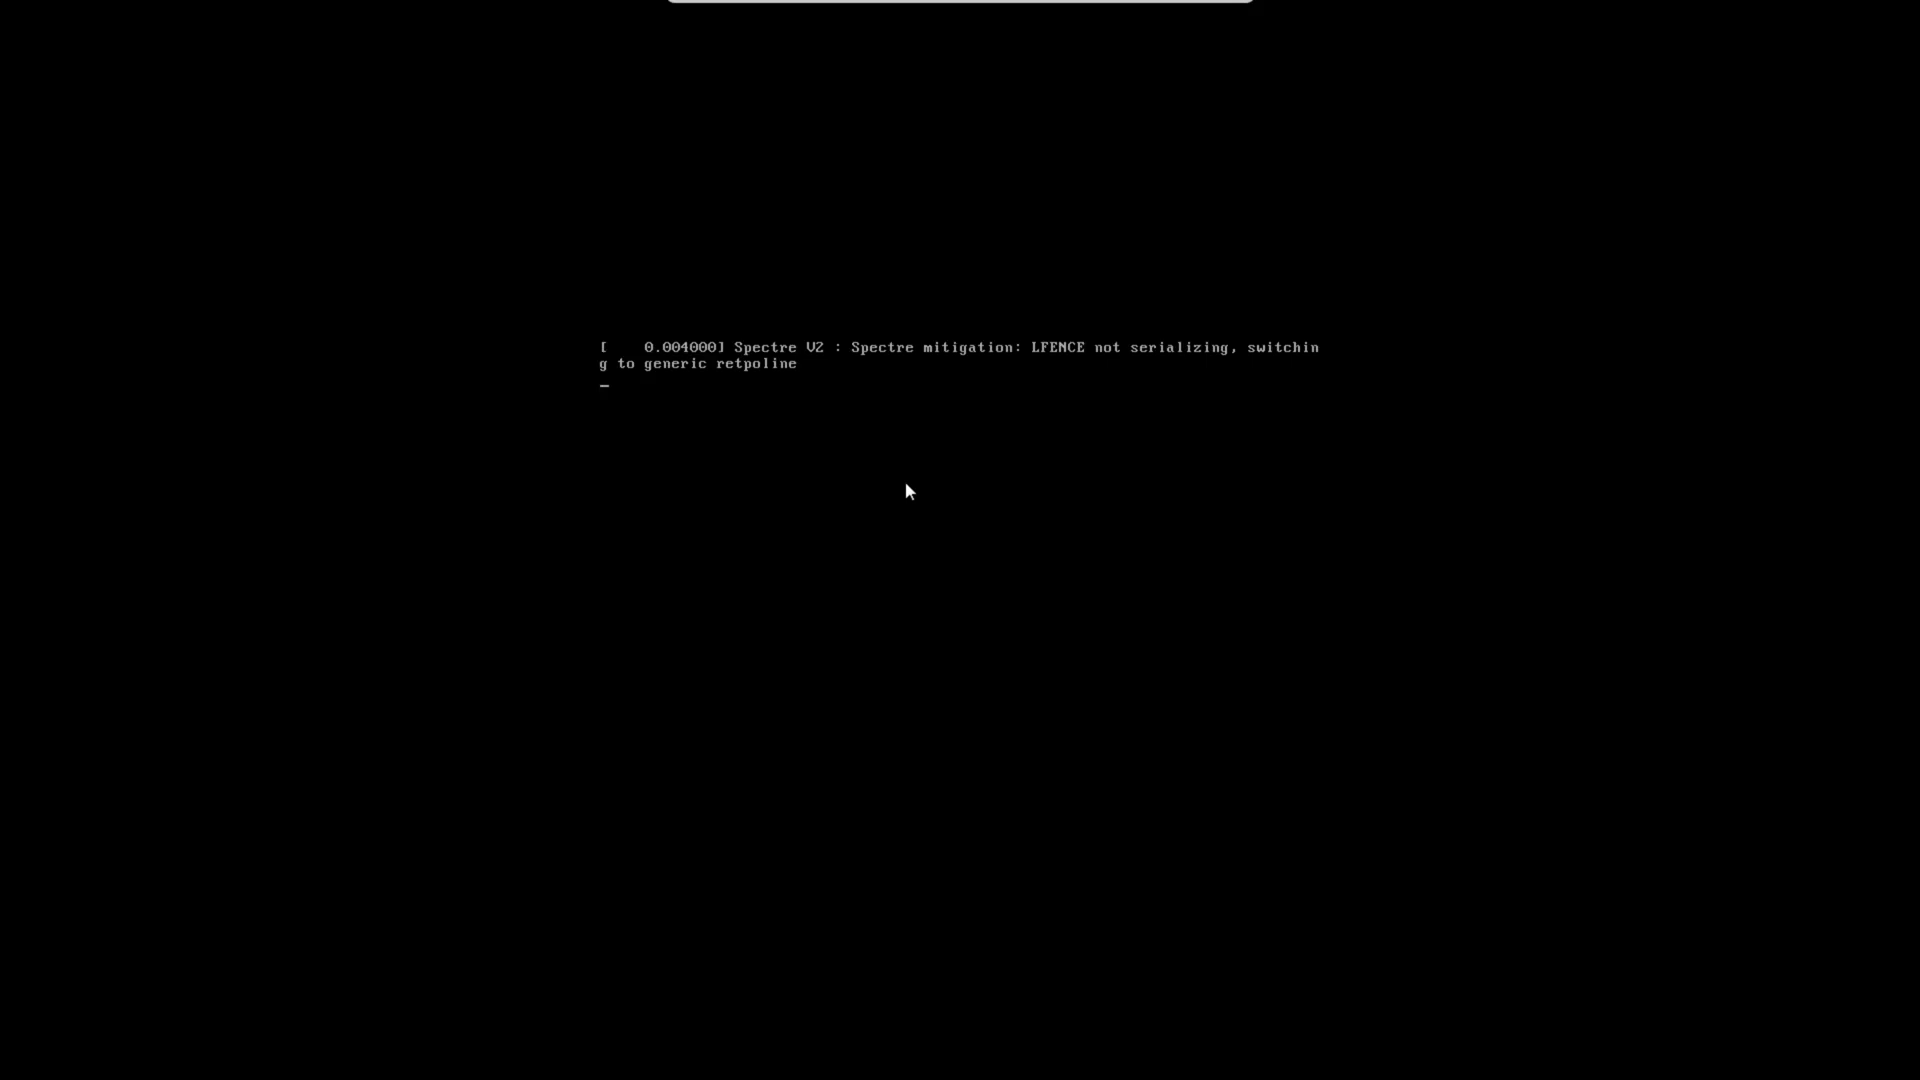 [    0.004000] Spectre V2 : Spectre mitigation: LFENCE not serializing, switchin
g to generic retpoline
_